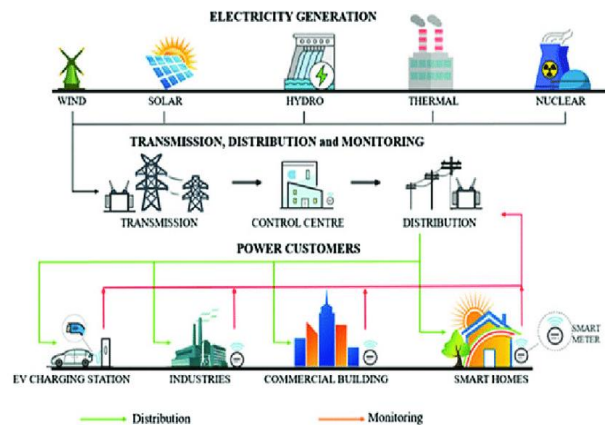 ELECTRICITY GENERATION
WIND SOLAR HYDRO THERMAL NUCLEAR
TRANSMISSION, DISTRIBUTION and MONITORING
TRANSMISSION CONTROL CENTRE DISTRIBUTION
POWER CUSTOMERS
SMART
METER
EV CHARGING STATION INDUSTRIES COMMERCIAL BUILDING SMART HOMES
Distribution Monitoring